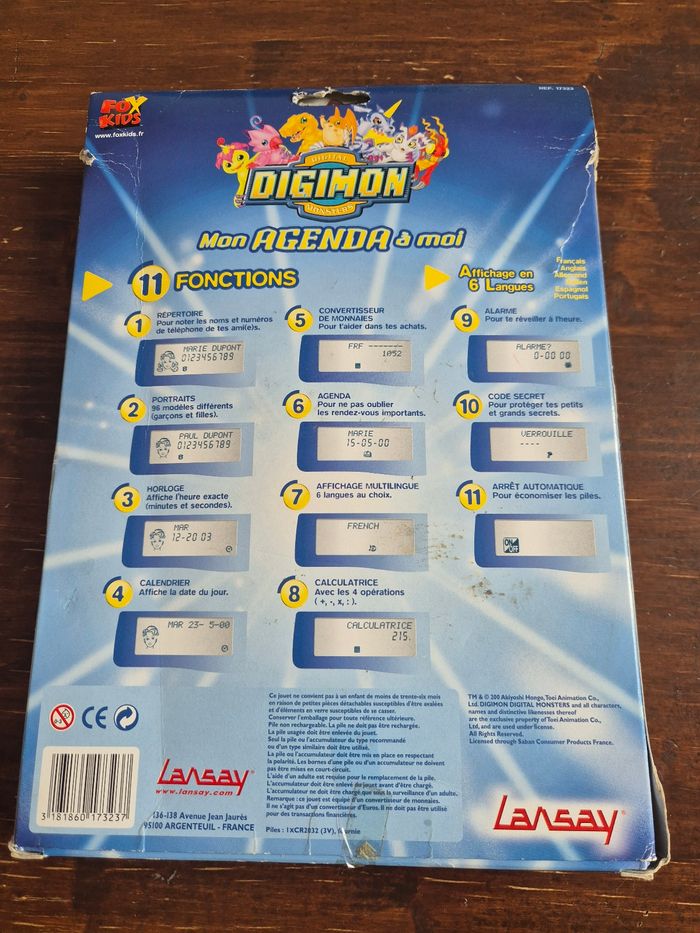 REF. 17323
FOX
KIDS
www.foxkids.fr
DIGITAL
DIGIMON
MONSTERS
Mon AGENDA à moi
11 FONCTIONS
Affichage en
6 Langues
Français
Anglais
Allemand
Espagnol
Portugais
1
RÉPERTOIRE
Pour noter les noms et numéros
de téléphone de tes ami(e)s.
MARIE DUPONT
0123456789
2
PORTRAITS
96 modèles différents
(garçons et filles).
PAUL DUPONT
0123456789
3
HORLOGE
Affiche l'heure exacte
(minutes et secondes).
MAR
12-20 03
4
CALENDRIER
Affiche la date du jour.
MAR 23- 5-00
5
CONVERTISSEUR
DE MONNAIES
Pour t'aider dans tes achats.
FRF -------
1052
6
AGENDA
Pour ne pas oublier
les rendez-vous importants.
MARIE
15-05-00
7
AFFICHAGE MULTILINGUE
6 langues au choix.
FRENCH
8
CALCULATRICE
Avec les 4 opérations
( +, -, x, : ).
CALCULATRICE
215.
9
ALARME
Pour te réveiller à l'heure.
ALARME?
0-00 00
10
CODE SECRET
Pour protéger tes petits
et grands secrets.
VERROUILLE
----
11
ARRÊT AUTOMATIQUE
Pour économiser les piles.
ON
OFF
0-3
CE
Lansay
www.lansay.com
3 181860 173237
136-138 Avenue Jean Jaurès
95100 ARGENTEUIL - FRANCE
Ce jouet ne convient pas à un enfant de moins de trente-six mois
en raison de petites pièces détachables susceptibles d'être avalées
et d'éléments en verre susceptibles de se casser.
Conserver l'emballage pour toute référence ultérieure.
Pile non rechargeable. La pile ne doit pas être rechargée.
La pile usagée doit être enlevée du jouet.
Seul la pile ou l'accumulateur du type recommandé
ou d'un type similaire doit être utilisé.
La pile ou l'accumulateur doit être mis en place en respectant
la polarité. Les bornes d'une pile ou d'un accumulateur ne doivent
pas être mises en court-circuit.
L'aide d'un adulte est requise pour le remplacement de la pile.
L'accumulateur doit être enlevé du jouet avant d'être chargé.
L'accumulateur ne doit être chargé que sous la surveillance d'un adulte.
Remarque : ce jouet est équipé d'un convertisseur de monnaies.
Il ne s'agit pas d'un convertisseur d'Euros. Il ne doit pas être utilisé
pour des transactions financières.
Piles : 1XCR2032 (3V), fournie
TM & © 200 Akiyoshi Hongo, Toei Animation Co.,
Ltd. DIGIMON DIGITAL MONSTERS and all characters,
names and distinctive likenesses thereof
are the exclusive property of Toei Animation Co.,
Ltd, and are used under license.
All Rights Reserved.
Licensed through Saban Consumer Products France.
Lansay